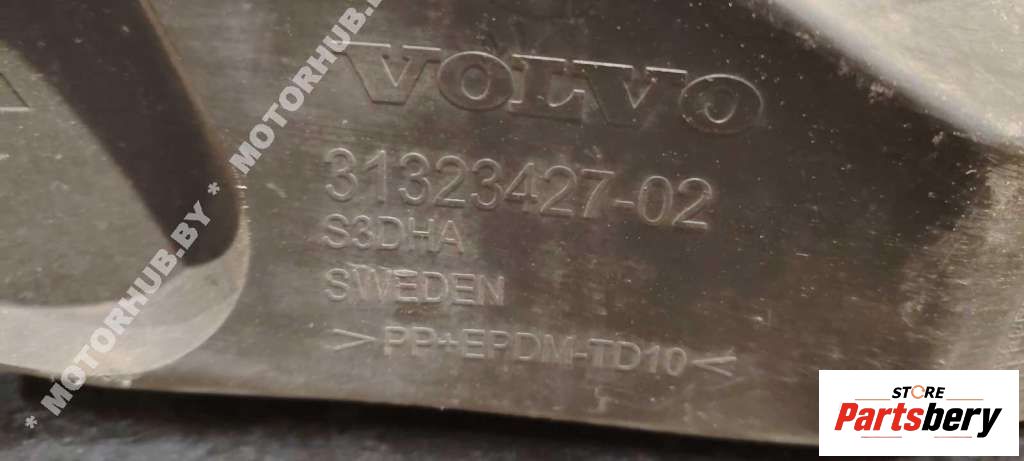 VOLVO
31323427-02
S3DHA
SWEDEN
>PP+EPDM-TD10<
* MOTORHUB.BY * MOTORHUB.BY
STORE
Partsbery